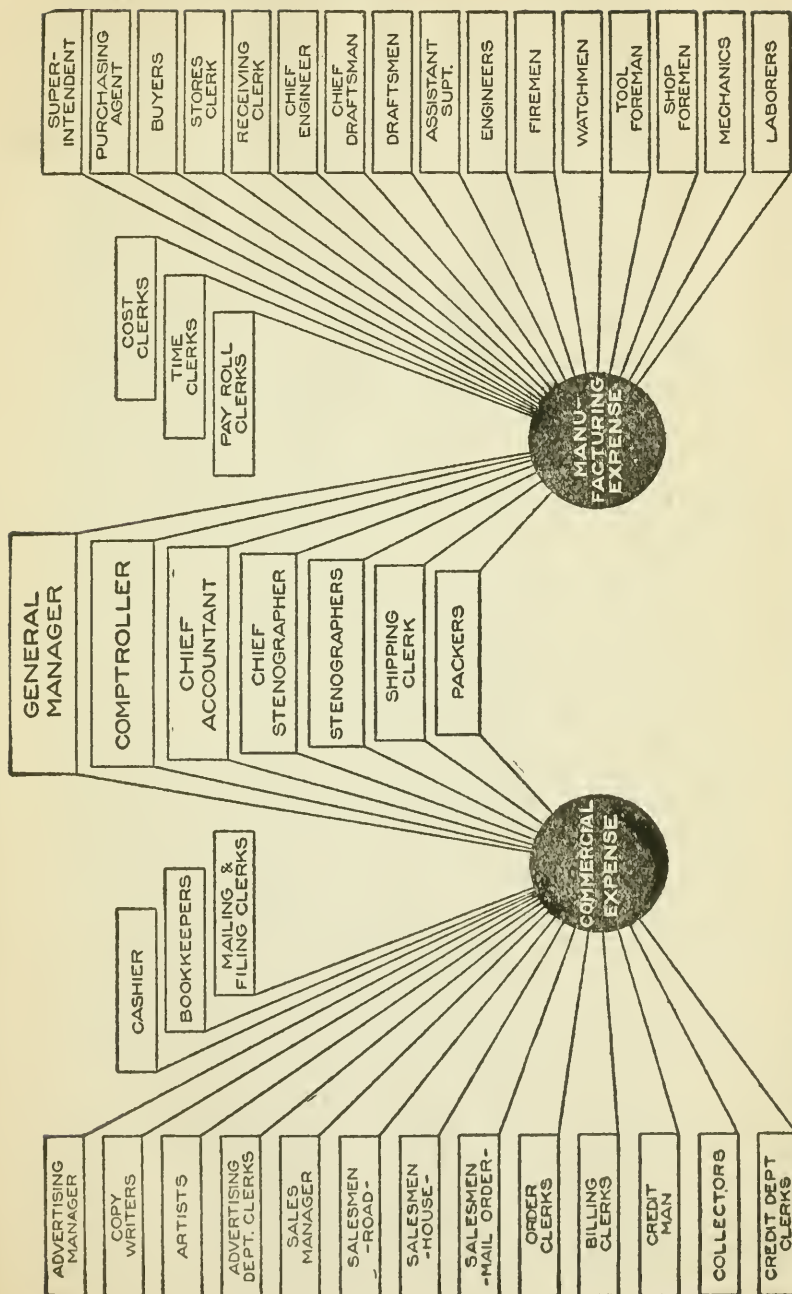 GENERAL
MANAGER
COMPTROLLER
CHIEF
ACCOUNTANT
CHIEF
STENOGRAPHER
STENOGRAPHERS
SHIPPING
CLERK
PACKERS
CASHIER
BOOKKEEPERS
MAILING &
FILING CLERKS
COST
CLERKS
TIME
CLERKS
PAY ROLL
CLERKS
ADVERTISING
MANAGER
COPY
WRITERS
ARTISTS
ADVERTISING
DEPT. CLERKS
SALES
MANAGER
SALESMEN
-ROAD-
SALESMEN
-HOUSE-
SALESMEN
-MAIL ORDER-
ORDER
CLERKS
BILLING
CLERKS
CREDIT
MAN
COLLECTORS
CREDIT DEPT
CLERKS
COMMERCIAL
EXPENSE
MANU-
FACTURING
EXPENSE
SUPER-
INTENDENT
PURCHASING
AGENT
BUYERS
STORES
CLERK
RECEIVING
CLERK
CHIEF
ENGINEER
CHIEF
DRAFTSMAN
DRAFTSMEN
ASSISTANT
SUPT.
ENGINEERS
FIREMEN
WATCHMEN
TOOL
FOREMAN
SHOP
FOREMEN
MECHANICS
LABORERS